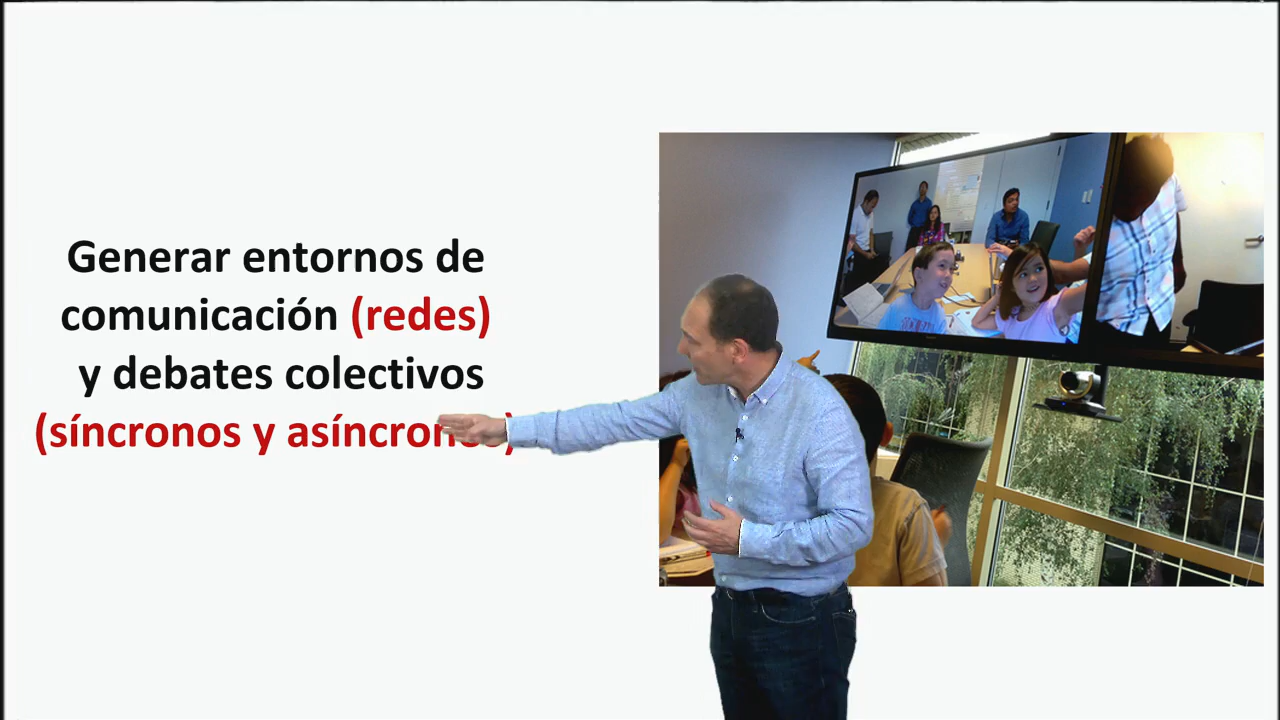 Generar entornos de
comunicación (redes)
y debates colectivos
(síncronos y asíncronos)